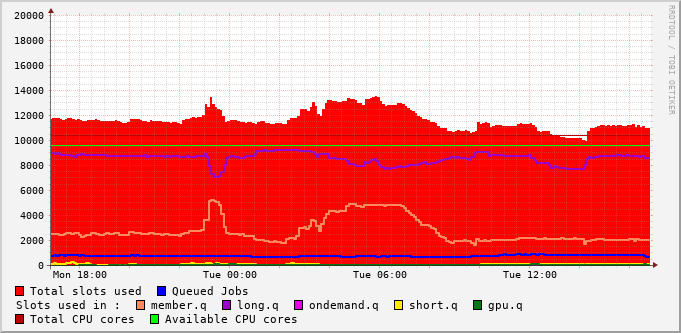 20000
18000
16000
14000
12000
10000
8000
6000
4000
2000
0
Mon 18:00 Tue 00:00 Tue 06:00 Tue 12:00
RRDTOOL / TOBI OETIKER
Total slots used Queued Jobs
Slots used in : member.q long.q ondemand.q short.q gpu.q
Total CPU cores Available CPU cores